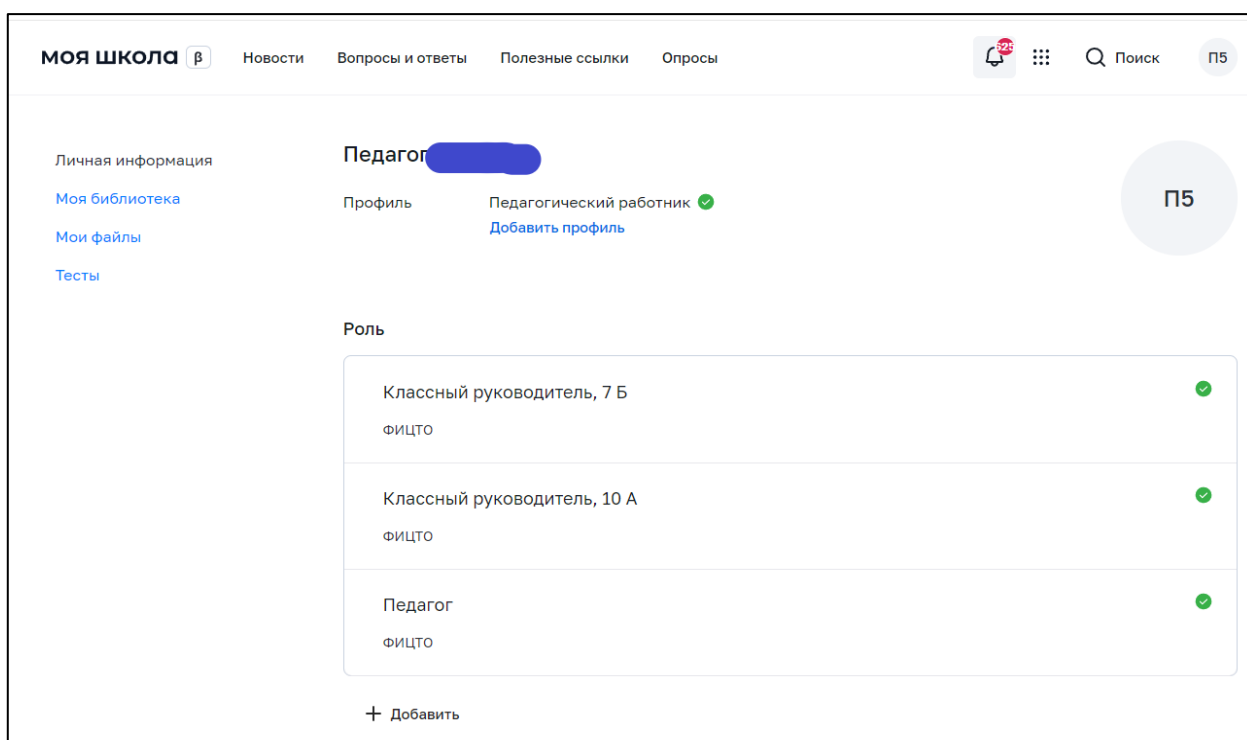 МОЯ ШКОЛА β Новости Вопросы и ответы Полезные ссылки Опросы 525 Поиск П5
Личная информация
Моя библиотека
Мои файлы
Тесты
Педагог
Профиль Педагогический работник
Добавить профиль
П5
Роль
Классный руководитель, 7 Б
ФИЦТО
Классный руководитель, 10 А
ФИЦТО
Педагог
ФИЦТО
+ Добавить